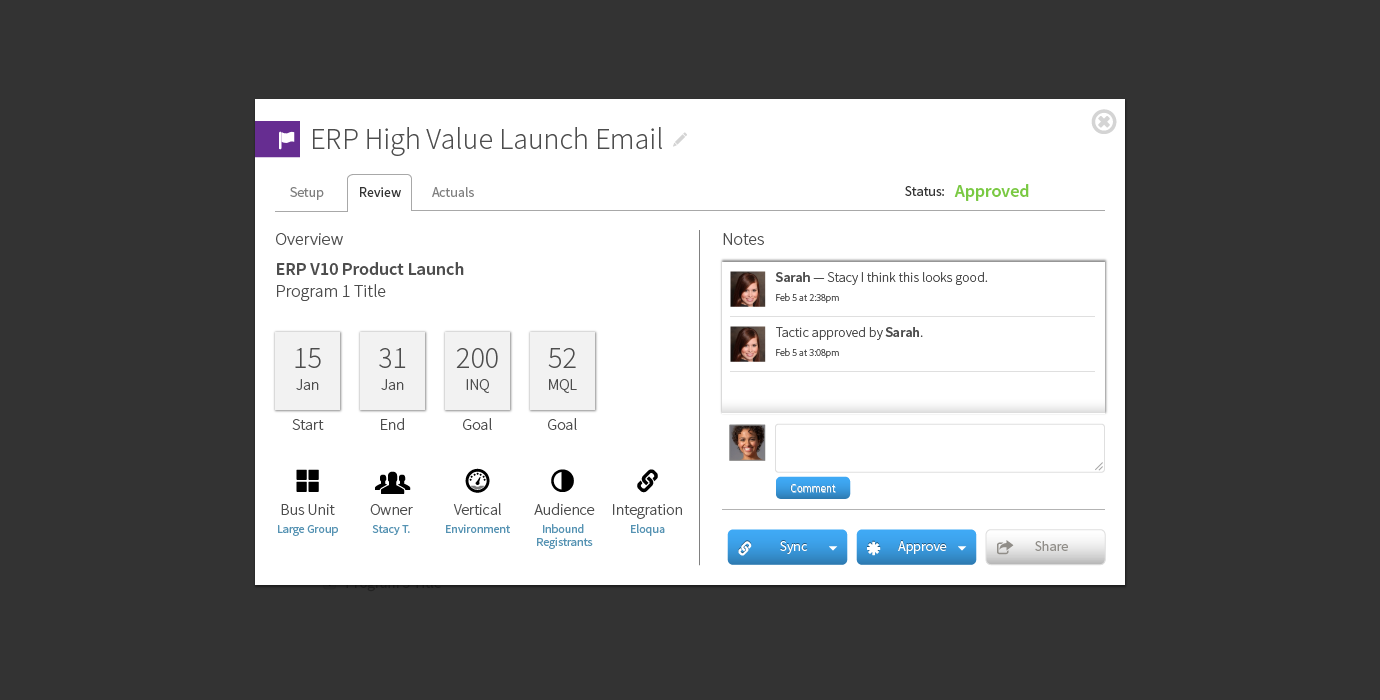 ERP High Value Launch Email
Setup
Review
Actuals
Status: Approved
Overview
ERP V10 Product Launch
Program 1 Title
15
Jan
Start
31
Jan
End
200
INQ
Goal
52
MQL
Goal
Bus Unit
Large Group
Owner
Stacy T.
Vertical
Environment
Audience
Inbound
Registrants
Integration
Eloqua
Notes
Sarah — Stacy I think this looks good.
Feb 5 at 2:38pm
Tactic approved by Sarah.
Feb 5 at 3:08pm
Comment
Sync
Approve
Share